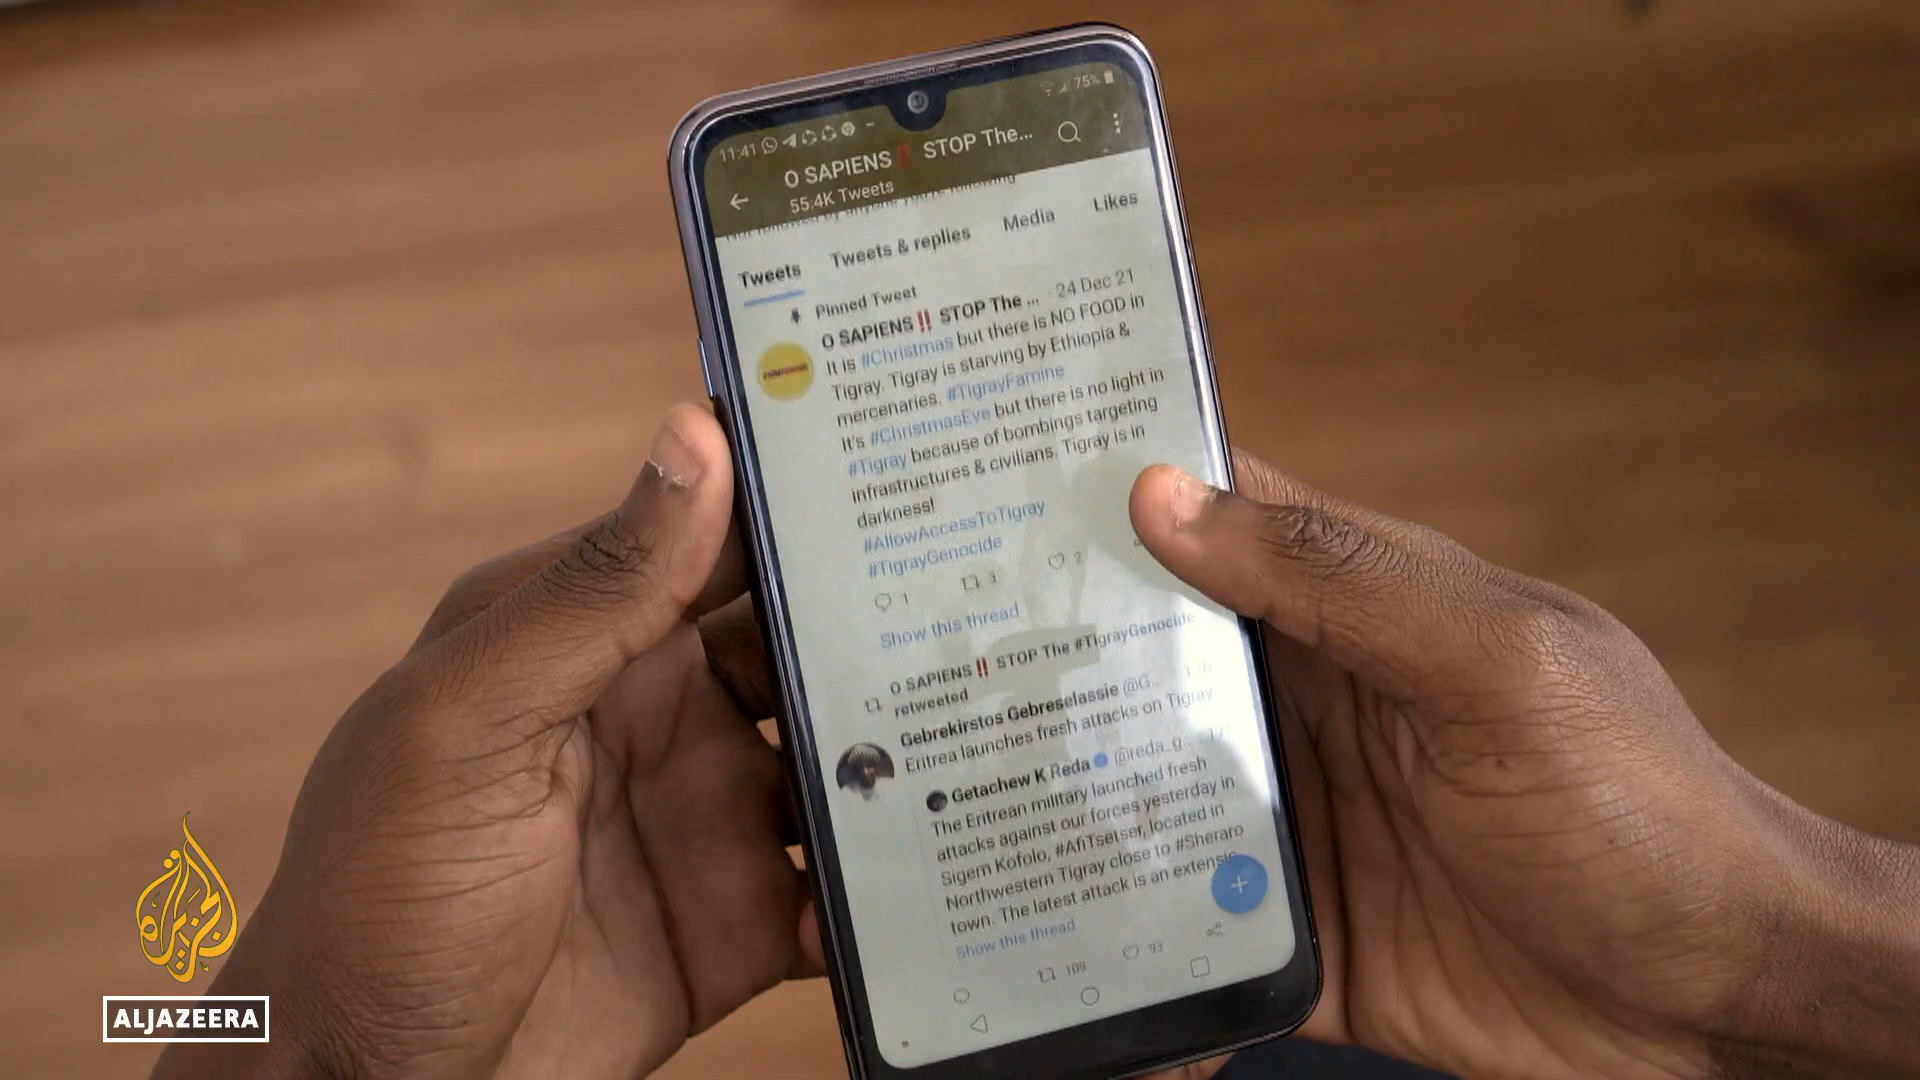 11:41
75%
O SAPIENS‼ STOP The...
55.4K Tweets
Tweets
Tweets & replies
Media
Likes
Pinned Tweet
O SAPIENS‼ STOP The ... · 24 Dec 21
It is #Christmas but there is NO FOOD in
Tigray. Tigray is starving by Ethiopia &
mercenaries. #TigrayFamine
It's #ChristmasEve but there is no light in
#Tigray because of bombings targeting
infrastructures & civilians. Tigray is in
darkness!
#AllowAccessToTigray
#TigrayGenocide
1
3
2
Show this thread
O SAPIENS‼ STOP The #TigrayGenocide
retweeted
Gebrekirstos Gebreselassie @G...
Eritrea launches fresh attacks on Tigray
Getachew K Reda @reda_g...
The Eritrean military launched fresh
attacks against our forces yesterday in
Sigem Kofolo, #AfiTsetser, located in
Northwestern Tigray close to #Sheraro
town. The latest attack is an extensio
Show this thread
109
93
الجزيرة
ALJAZEERA